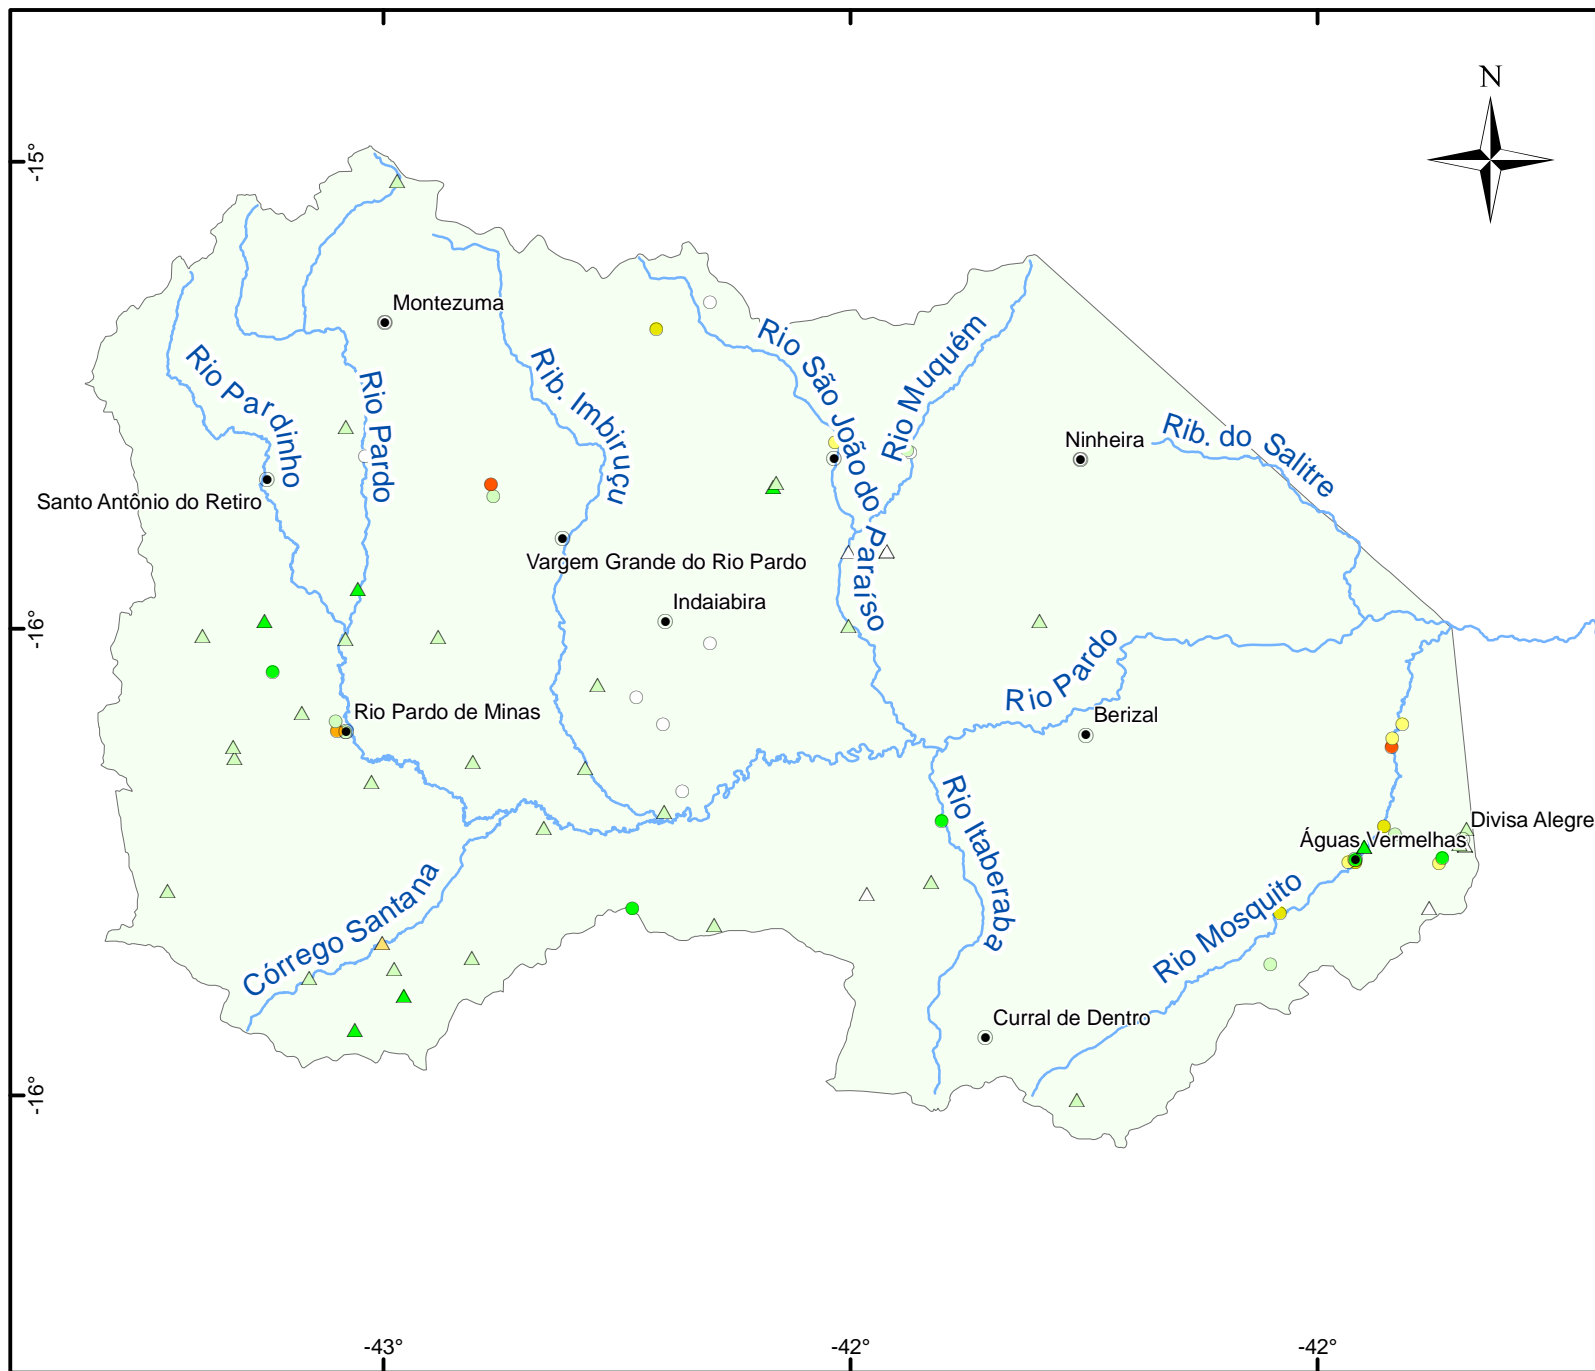 N
-15°
Montezuma
Rio São João do Paraíso
Rio Muquém
Rio Pardinho
Rio Pardo
Rib. Imbiruçu
Ninheira
Rib. do Salitre
Santo Antônio do Retiro
Vargem Grande do Rio Pardo
Indaiabira
-16°
Rio Pardo
Rio Pardo de Minas
Berizal
Rio Itaberaba
Divisa Alegre
Águas Vermelhas
Córrego Santana
Rio Mosquito
Curral de Dentro
-16°
-43°
-42°
-42°